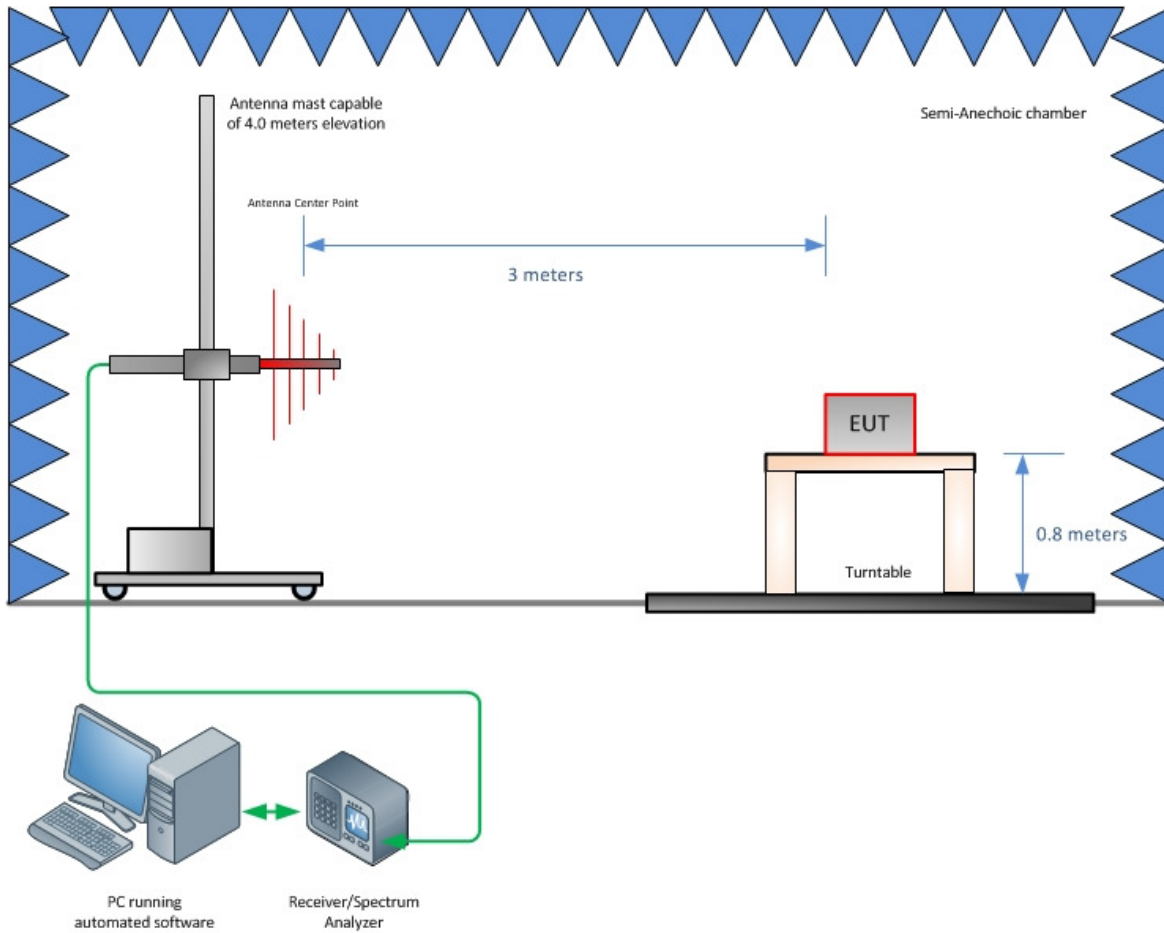 Antenna mast capable
of 4.0 meters elevation
Semi-Anechoic chamber
Antenna Center Point
3 meters
EUT
0.8 meters
Turntable
PC running
automated software
Receiver/Spectrum
Analyzer